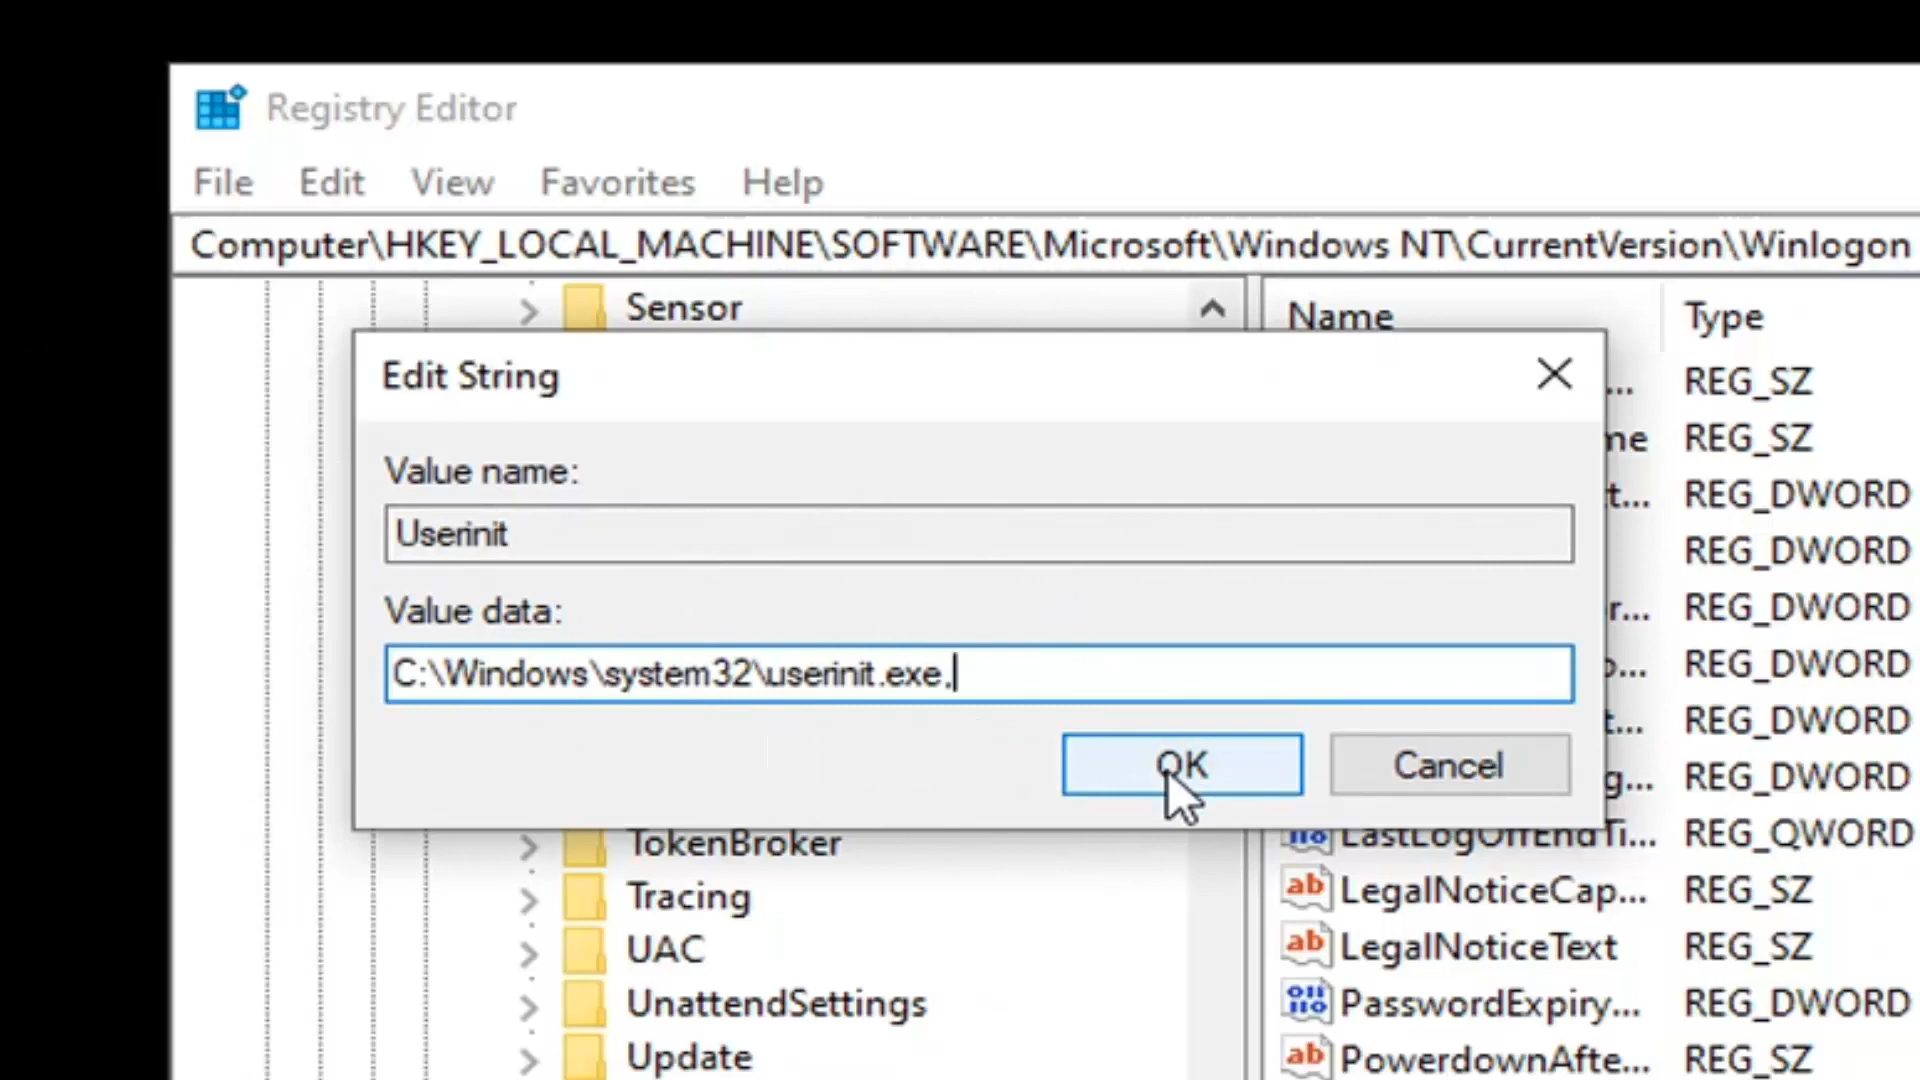 Registry Editor
File Edit View Favorites Help
Computer\HKEY_LOCAL_MACHINE\SOFTWARE\Microsoft\Windows NT\CurrentVersion\Winlogon
Sensor
Name Type
Edit String
... REG_SZ
me REG_SZ
Value name:
t... REG_DWORD
Userinit
REG_DWORD
Value data:
r... REG_DWORD
C:\Windows\system32\userinit.exe,
... REG_DWORD
t... REG_DWORD
OK Cancel
g... REG_DWORD
TokenBroker
LastLogOffEndTi... REG_QWORD
Tracing
LegalNoticeCap... REG_SZ
UAC
LegalNoticeText REG_SZ
UnattendSettings
PasswordExpiry... REG_DWORD
Update
PowerdownAfte... REG_SZ